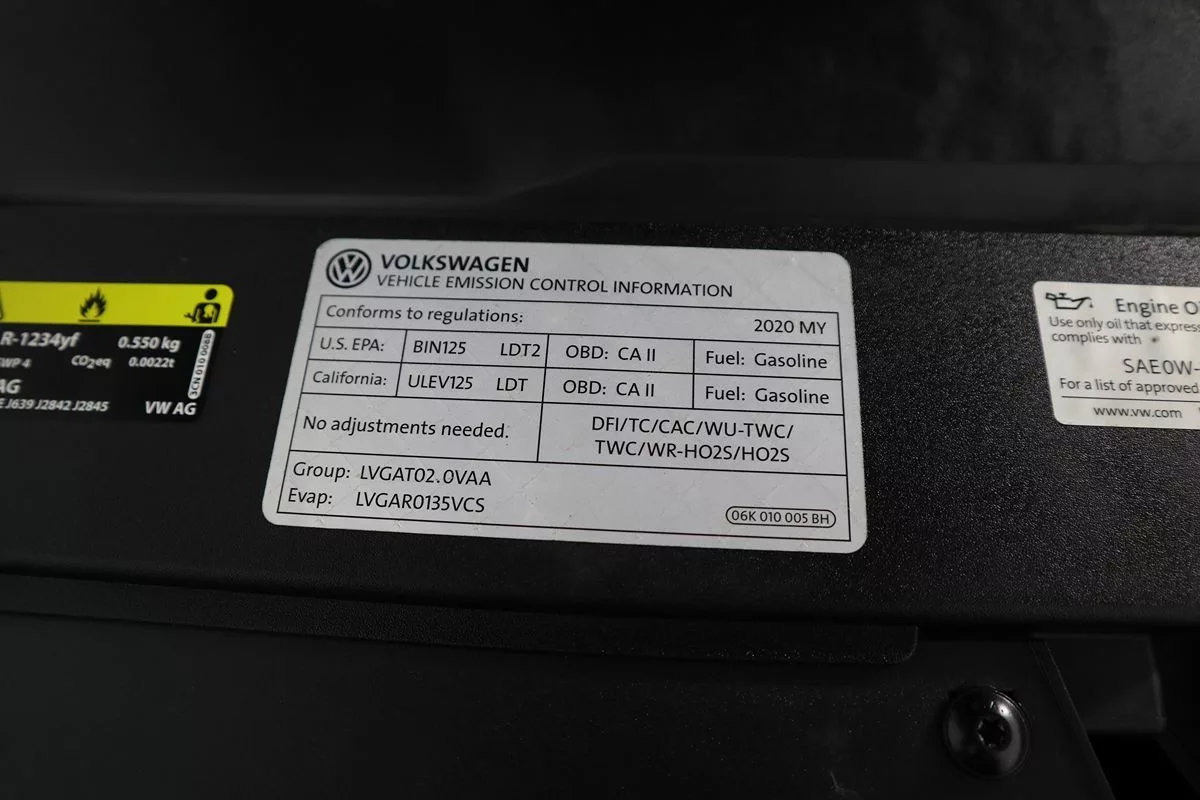 R-1234yf 0.550 kg
CO2eq 0.0022t
J639 J2842 J2845 VW AG
3CN 010 008B
VOLKSWAGEN
VEHICLE EMISSION CONTROL INFORMATION
Conforms to regulations: 2020 MY
U.S. EPA: BIN125 LDT2 OBD: CA II Fuel: Gasoline
California: ULEV125 LDT OBD: CA II Fuel: Gasoline
No adjustments needed. DFI/TC/CAC/WU-TWC/
TWC/WR-HO2S/HO2S
Group: LVGAT02.0VAA
Evap: LVGAR0135VCS
06K 010 005 BH
Engine
Use only oil that
complies with
SAE0W-
For a list of approved
www.vw.com